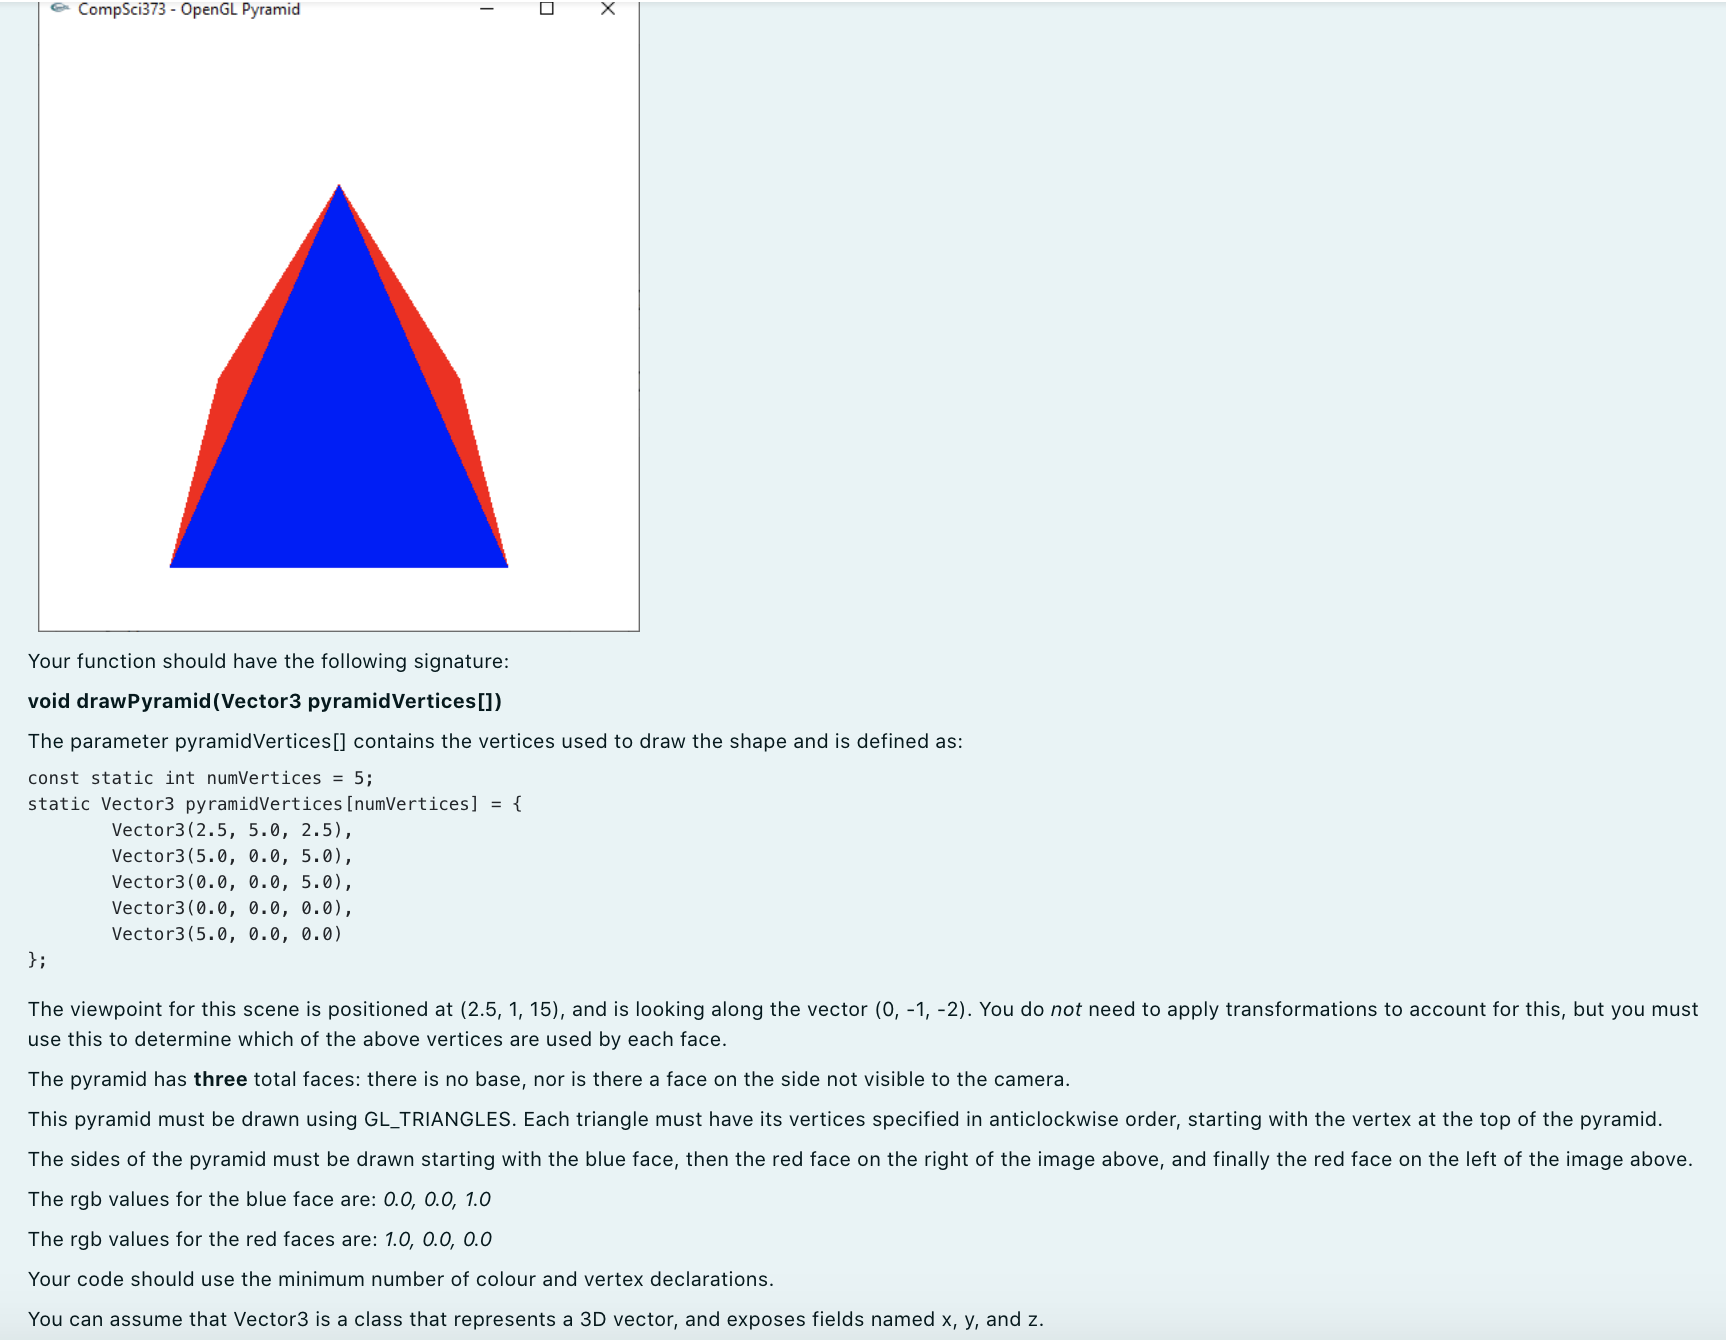 CompSci373 - OpenGL Pyramid
Your function should have the following signature:
void drawPyramid(Vector3 pyramidVertices[])
The parameter pyramidVertices[] contains the vertices used to draw the shape and is defined as:
const static int numVertices = 5;
static Vector3 pyramidVertices[numVertices] = {
        Vector3(2.5, 5.0, 2.5),
        Vector3(5.0, 0.0, 5.0),
        Vector3(0.0, 0.0, 5.0),
        Vector3(0.0, 0.0, 0.0),
        Vector3(5.0, 0.0, 0.0)
};
The viewpoint for this scene is positioned at (2.5, 1, 15), and is looking along the vector (0, -1, -2). You do not need to apply transformations to account for this, but you must
use this to determine which of the above vertices are used by each face.
The pyramid has three total faces: there is no base, nor is there a face on the side not visible to the camera.
This pyramid must be drawn using GL_TRIANGLES. Each triangle must have its vertices specified in anticlockwise order, starting with the vertex at the top of the pyramid.
The sides of the pyramid must be drawn starting with the blue face, then the red face on the right of the image above, and finally the red face on the left of the image above.
The rgb values for the blue face are: 0.0, 0.0, 1.0
The rgb values for the red faces are: 1.0, 0.0, 0.0
Your code should use the minimum number of colour and vertex declarations.
You can assume that Vector3 is a class that represents a 3D vector, and exposes fields named x, y, and z.